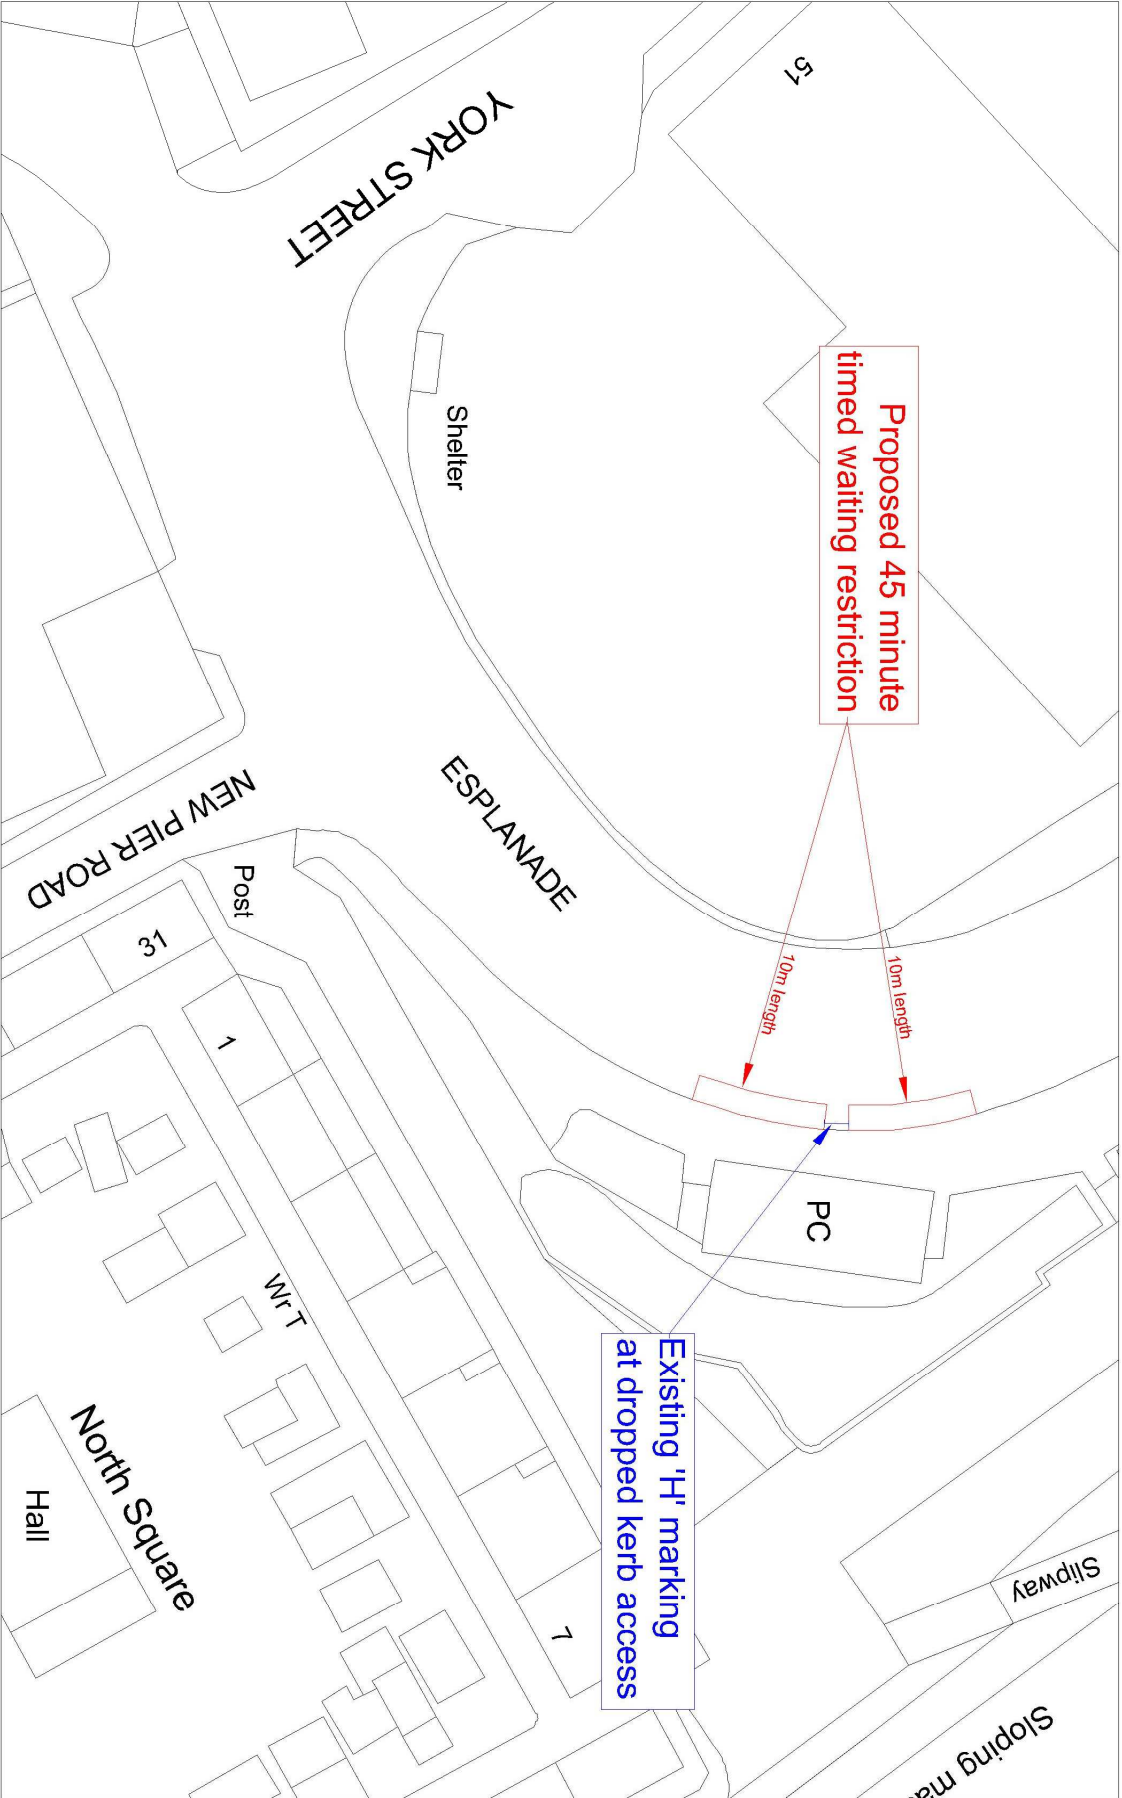 51
YORK STREET
Proposed 45 minute
timed waiting restriction
Shelter
ESPLANADE
NEW PIER ROAD
Post
31
1
10m length
10m length
PC
Existing 'H' marking
at dropped kerb access
Wr T
North Square
Hall
7
Slipway
Sloping